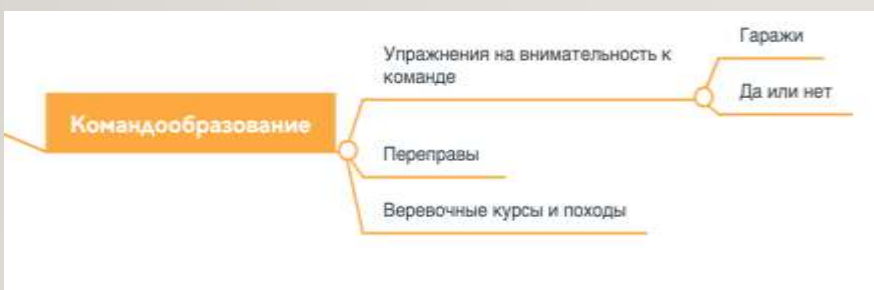 Гаражи
Упражнения на внимательность к
команде
Да или нет
Командообразование
Переправы
Веревочные курсы и походы